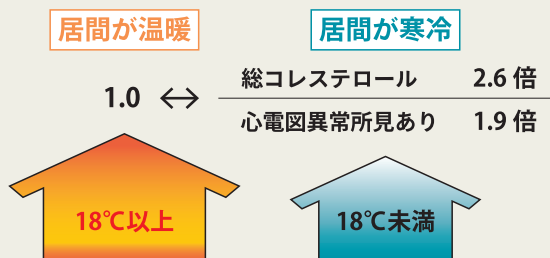 居間が温暖
居間が寒冷
1.0 ↔
総コレステロール 2.6 倍
心電図異常所見あり 1.9 倍
18℃以上
18℃未満